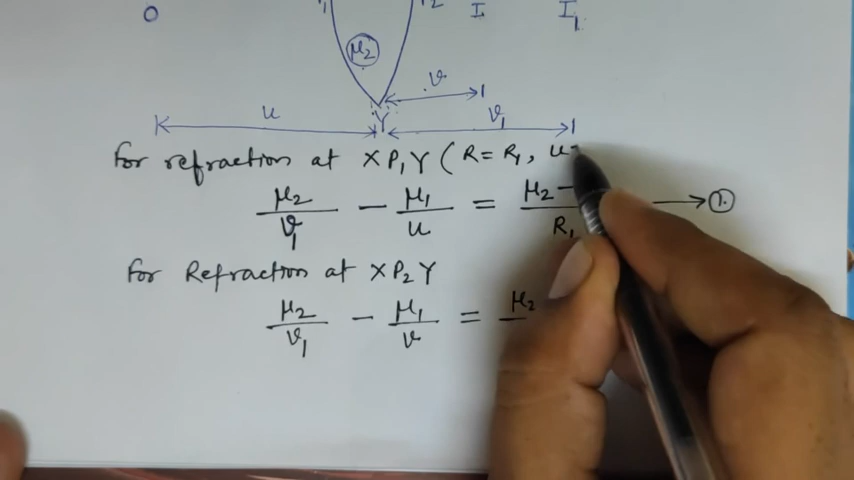 O I I₁
μ₂
v
u Y v₁
For refraction at XP₁Y (R = R₁, u
μ₂/v₁ − μ₁/u = μ₂ − /R₁ → ①
For Refraction at XP₂Y
μ₂/v₁ − μ₁/v = μ₂